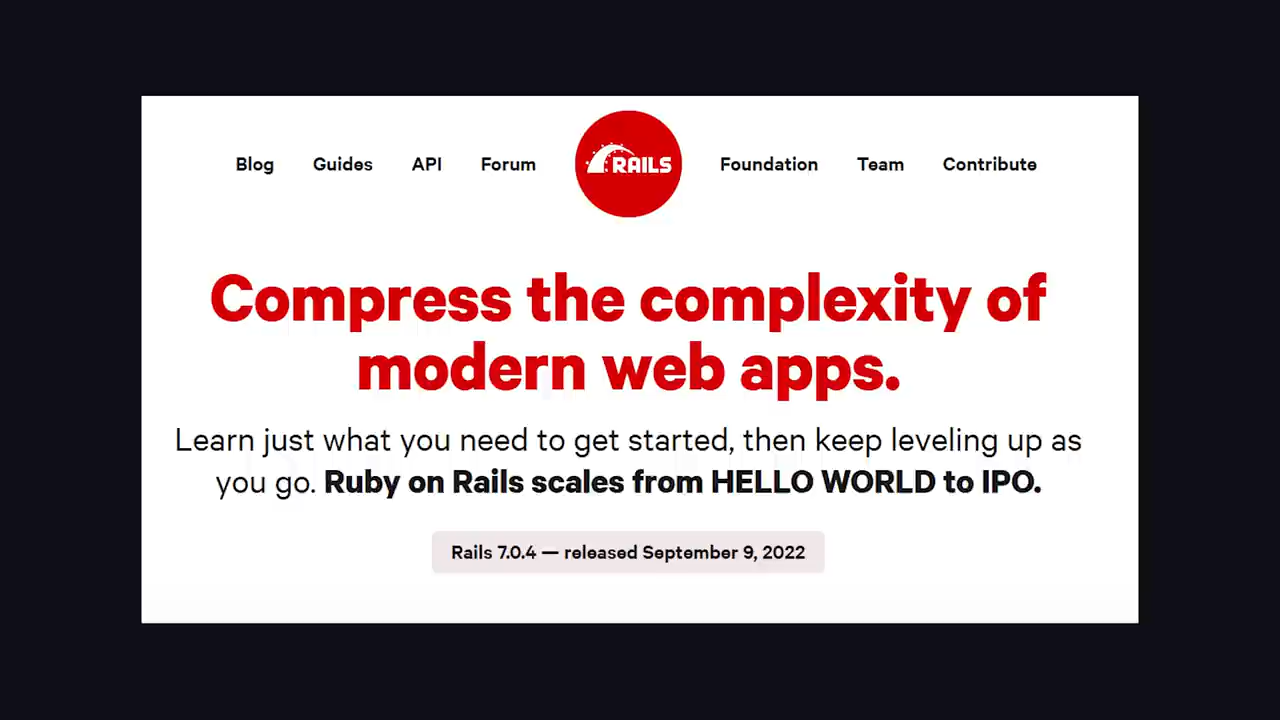 Blog Guides API Forum RAILS Foundation Team Contribute
Compress the complexity of
modern web apps.
Learn just what you need to get started, then keep leveling up as
you go. Ruby on Rails scales from HELLO WORLD to IPO.
Rails 7.0.4 — released September 9, 2022